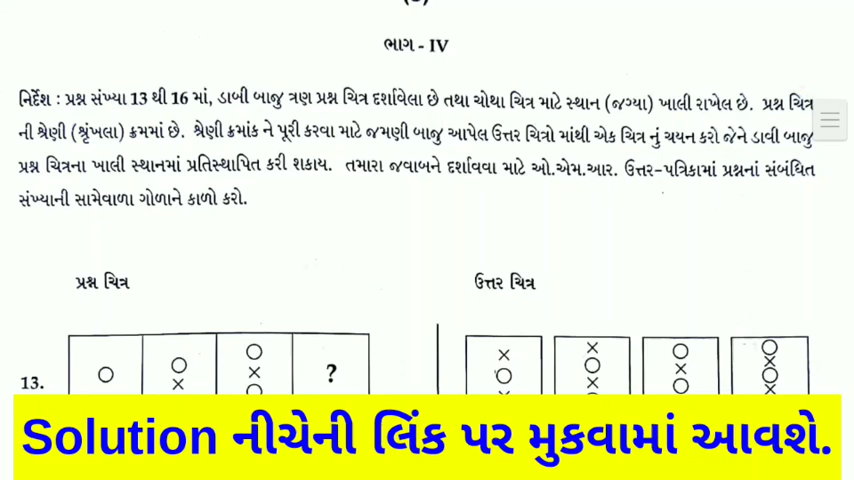 ભાગ - IV
નિર્દેશ : પ્રશ્ન સંખ્યા 13 થી 16 માં, ડાબી બાજુ ત્રણ પ્રશ્ન ચિત્ર દર્શાવેલા છે તથા ચોથા ચિત્ર માટે સ્થાન (જગ્યા) ખાલી રાખેલ છે. પ્રશ્ન ચિત્ર
ની શ્રેણી (શ્રૃંખલા) ક્રમમાં છે. શ્રેણી ક્રમાંક ને પૂરી કરવા માટે જમણી બાજુ આપેલ ઉત્તર ચિત્રો માંથી એક ચિત્ર નું ચયન કરો જેને ડાવી બાજુ
પ્રશ્ન ચિત્રના ખાલી સ્થાનમાં પ્રતિસ્થાપિત કરી શકાય. તમારા જવાબને દર્શાવવા માટે ઓ.એમ.આર. ઉત્તર-પત્રિકામાં પ્રશ્નનાં સંબંધિત
સંખ્યાની સામેવાળા ગોળાને કાળો કરો.
પ્રશ્ન ચિત્ર ઉત્તર ચિત્ર
13. ?
Solution નીચેની લિંક પર મુકવામાં આવશે.